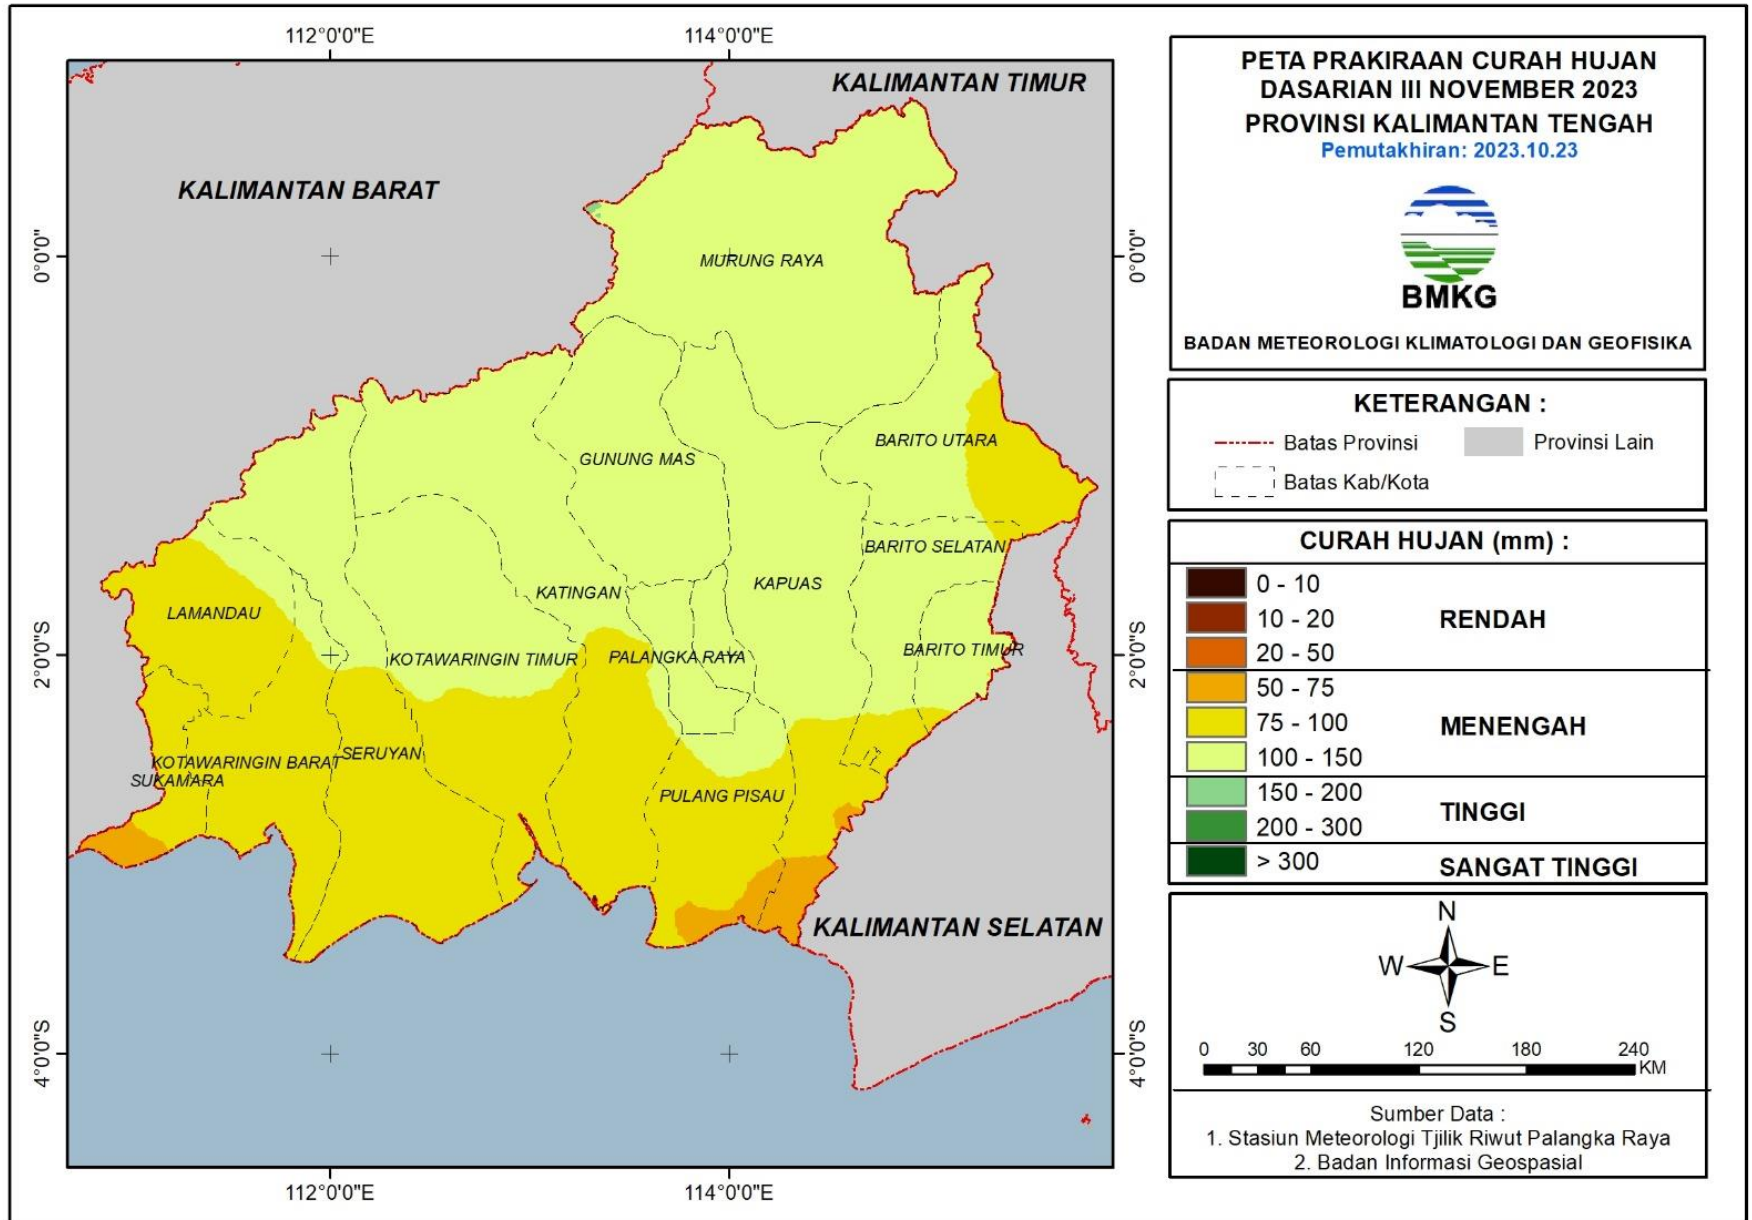 112°0'0"E
114°0'0"E
KALIMANTAN TIMUR
KALIMANTAN BARAT
0°0'0"
0°0'0"
MURUNG RAYA
BARITO UTARA
GUNUNG MAS
BARITO SELATAN
KATINGAN
KAPUAS
LAMANDAU
2°0'0"S
2°0'0"S
KOTAWARINGIN TIMUR
PALANGKA RAYA
BARITO TIMUR
KOTAWARINGIN BARAT
SERUYAN
SUKAMARA
PULANG PISAU
KALIMANTAN SELATAN
4°0'0"S
4°0'0"S
112°0'0"E
114°0'0"E
PETA PRAKIRAAN CURAH HUJAN
DASARIAN III NOVEMBER 2023
PROVINSI KALIMANTAN TENGAH
Pemutakhiran: 2023.10.23
BMKG
BADAN METEOROLOGI KLIMATOLOGI DAN GEOFISIKA
KETERANGAN :
Batas Provinsi
Provinsi Lain
Batas Kab/Kota
CURAH HUJAN (mm) :
0 - 10
10 - 20
RENDAH
20 - 50
50 - 75
75 - 100
MENENGAH
100 - 150
150 - 200
TINGGI
200 - 300
> 300
SANGAT TINGGI
N
W
E
S
0 30 60 120 180 240
KM
Sumber Data :
1. Stasiun Meteorologi Tjilik Riwut Palangka Raya
2. Badan Informasi Geospasial